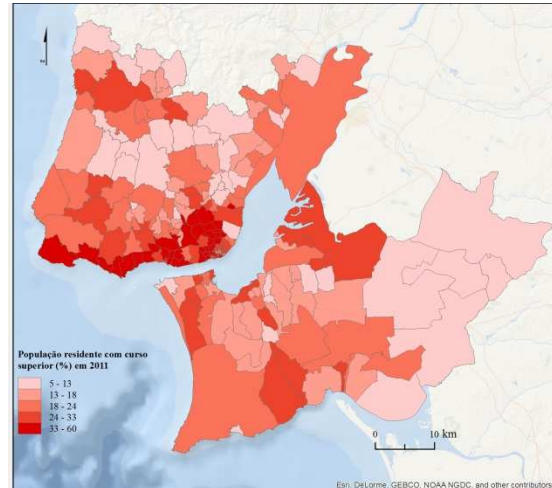 População residente com curso
superior (%) em 2011
5 - 13
13 - 18
18 - 24
24 - 33
33 - 60
0 10 km
Esri, DeLorme, GEBCO, NOAA NGDC, and other contributors